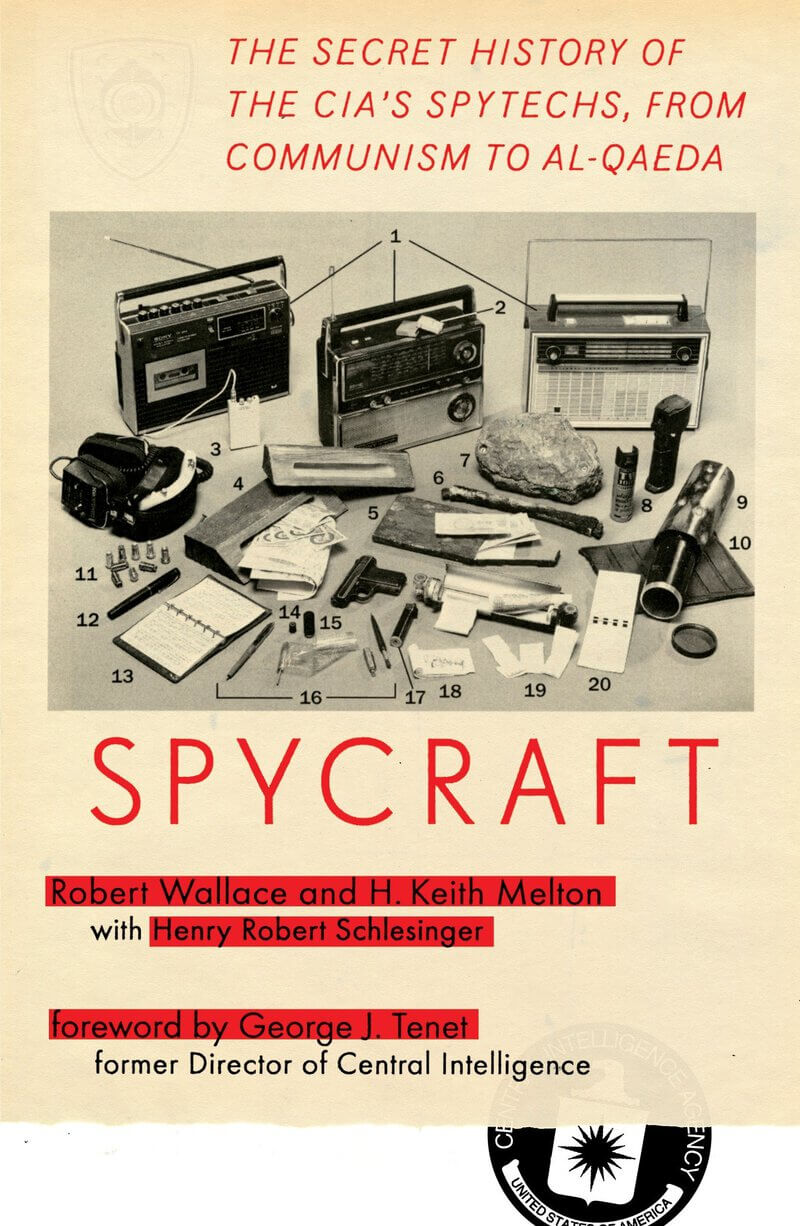 THE SECRET HISTORY OF
THE CIA'S SPYTECHS, FROM
COMMUNISM TO AL-QAEDA
1
2
SONY
3
4
5
6
7
8
9
10
11
12
13
14
15
16
17
18
19
20
SPYCRAFT
Robert Wallace and H. Keith Melton
with Henry Robert Schlesinger
foreword by George J. Tenet
former Director of Central Intelligence
CENTRAL INTELLIGENCE AGENCY
UNITED STATES OF AMERICA